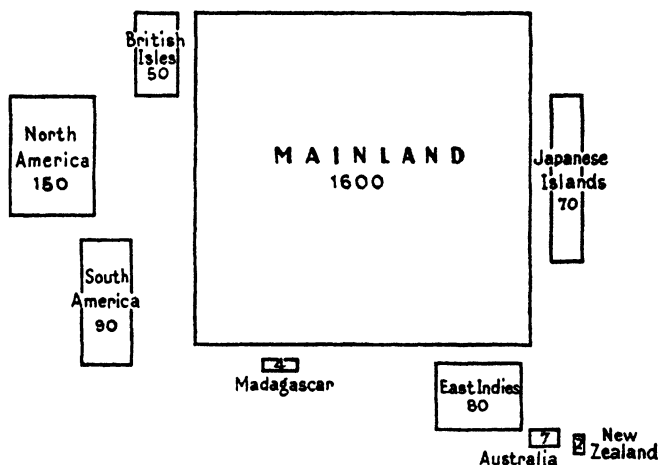 British
Isles
50
North
America
150
MAINLAND
1600
Japanese
Islands
70
South
America
90
4
Madagascar
East Indies
80
7
Australia
2
New
Zealand